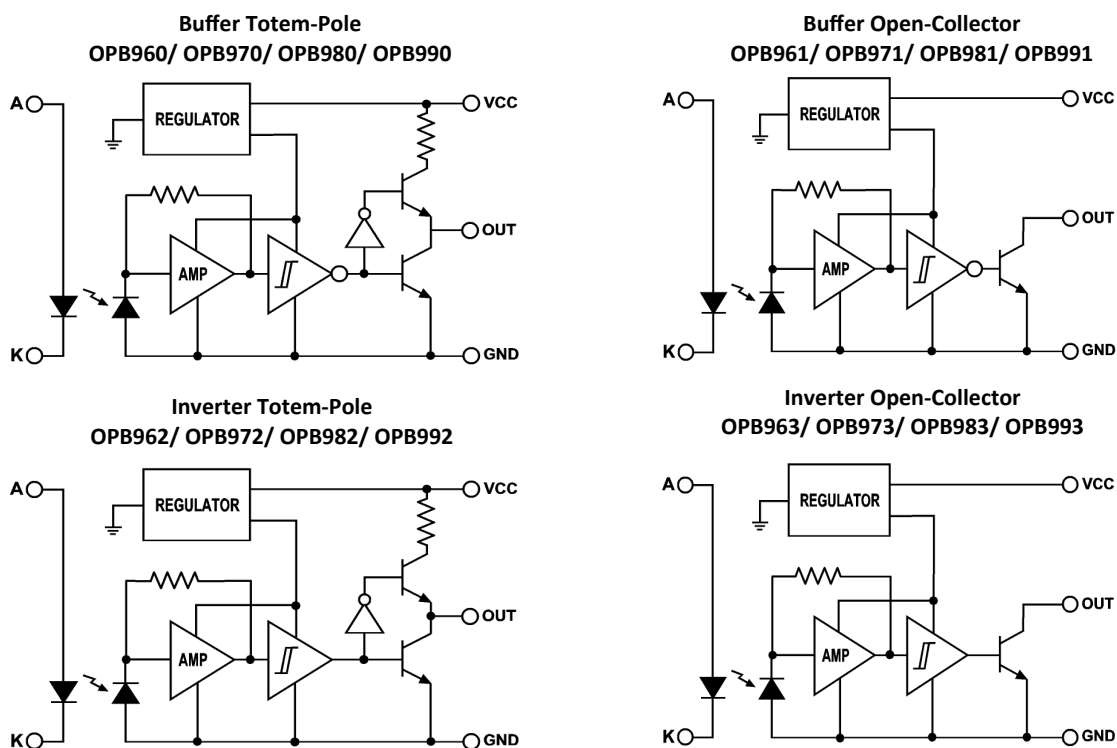 Buffer Totem-Pole
OPB960/ OPB970/ OPB980/ OPB990
A
REGULATOR
VCC
OUT
AMP
K
GND
Buffer Open-Collector
OPB961/ OPB971/ OPB981/ OPB991
A
REGULATOR
VCC
OUT
AMP
K
GND
Inverter Totem-Pole
OPB962/ OPB972/ OPB982/ OPB992
A
REGULATOR
VCC
OUT
AMP
K
GND
Inverter Open-Collector
OPB963/ OPB973/ OPB983/ OPB993
A
REGULATOR
VCC
OUT
AMP
K
GND